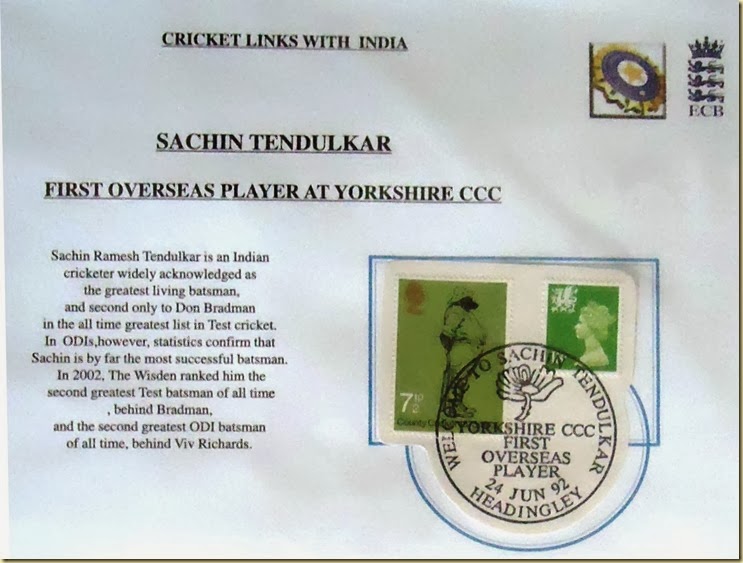 CRICKET LINKS WITH INDIA
ECB
SACHIN TENDULKAR
FIRST OVERSEAS PLAYER AT YORKSHIRE CCC
Sachin Ramesh Tendulkar is an Indian
cricketer widely acknowledged as
the greatest living batsman,
and second only to Don Bradman
in the all time greatest list in Test cricket.
In ODIs,however, statistics confirm that
Sachin is by far the most successful batsman.
In 2002, The Wisden ranked him the
second greatest Test batsman of all time
, behind Bradman,
and the second greatest ODI batsman
of all time, behind Viv Richards.
7½p
County
WELCOME TO SACHIN TENDULKAR
YORKSHIRE CCC
FIRST
OVERSEAS
PLAYER
24 JUN 92
HEADINGLEY